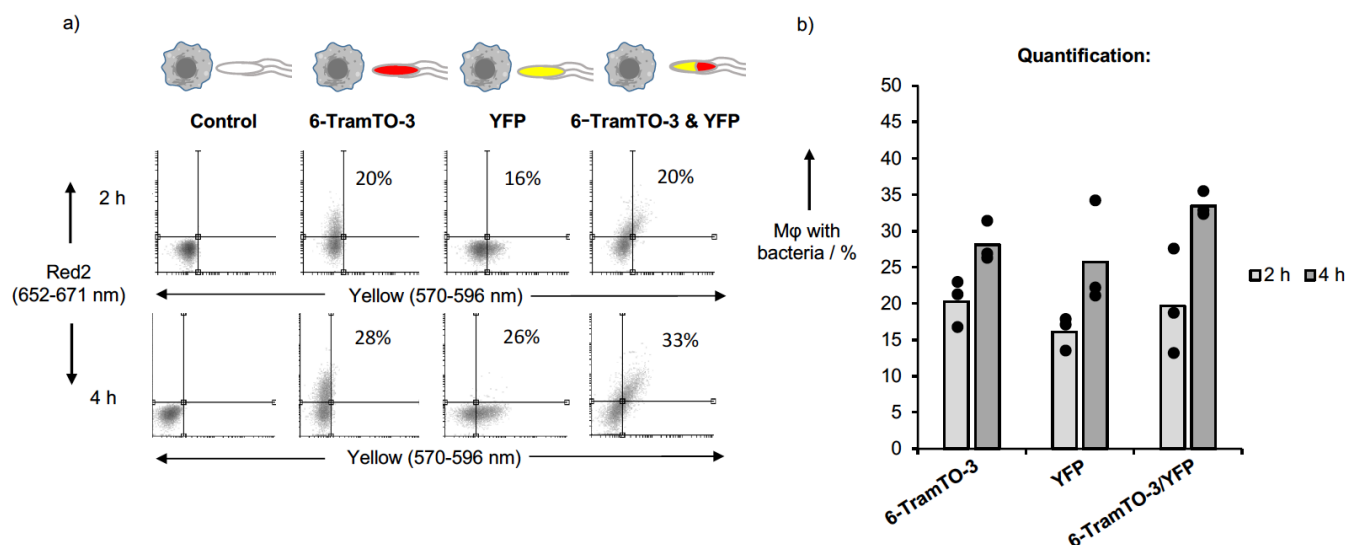 a)
Control
6-TramTO-3
YFP
6-TramTO-3 & YFP
2 h
20%
16%
20%
Red2
(652-671 nm)
Yellow (570-596 nm)
4 h
28%
26%
33%
Yellow (570-596 nm)
b)
Quantification:
Mφ with
bacteria / %
50
45
40
35
30
25
20
15
10
5
0
6-TramTO-3
YFP
6-TramTO-3/YFP
2 h
4 h